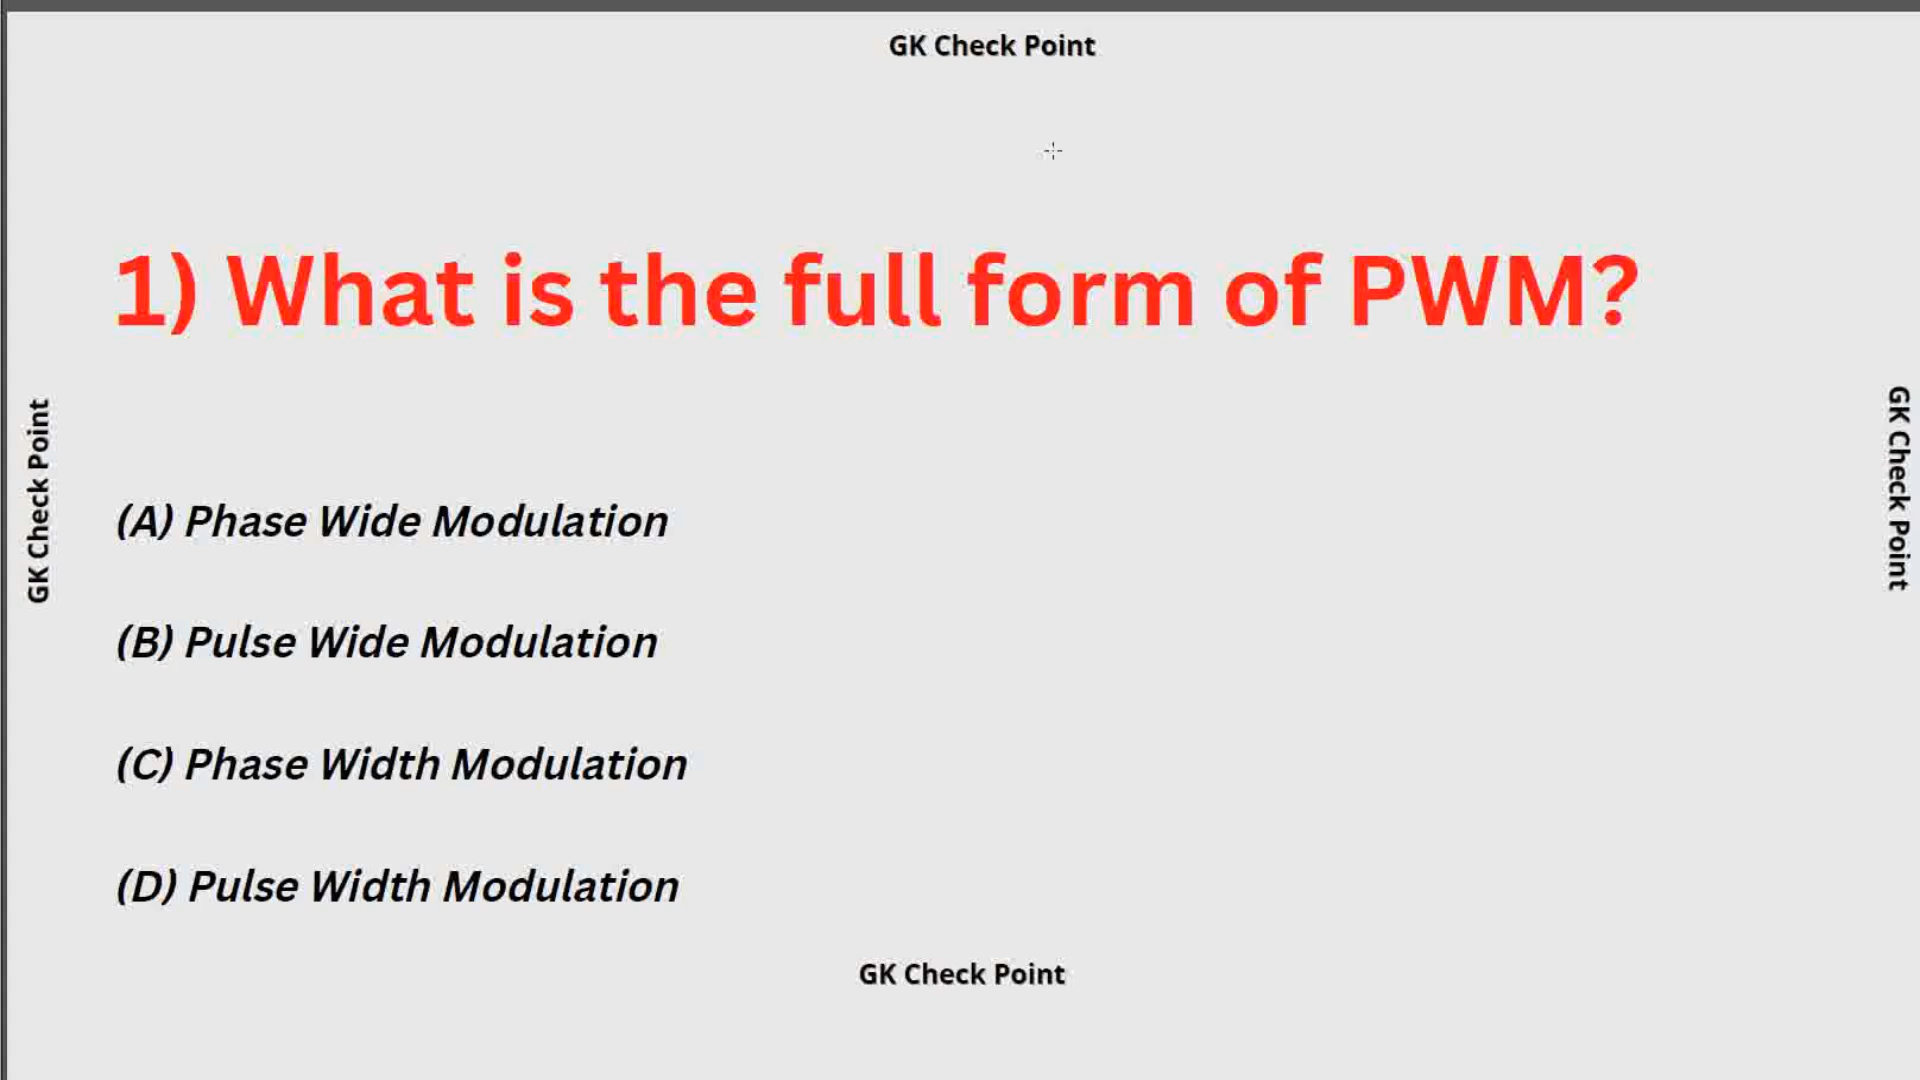 GK Check Point
1) What is the full form of PWM?
GK Check Point
GK Check Point
(A) Phase Wide Modulation
(B) Pulse Wide Modulation
(C) Phase Width Modulation
(D) Pulse Width Modulation
GK Check Point